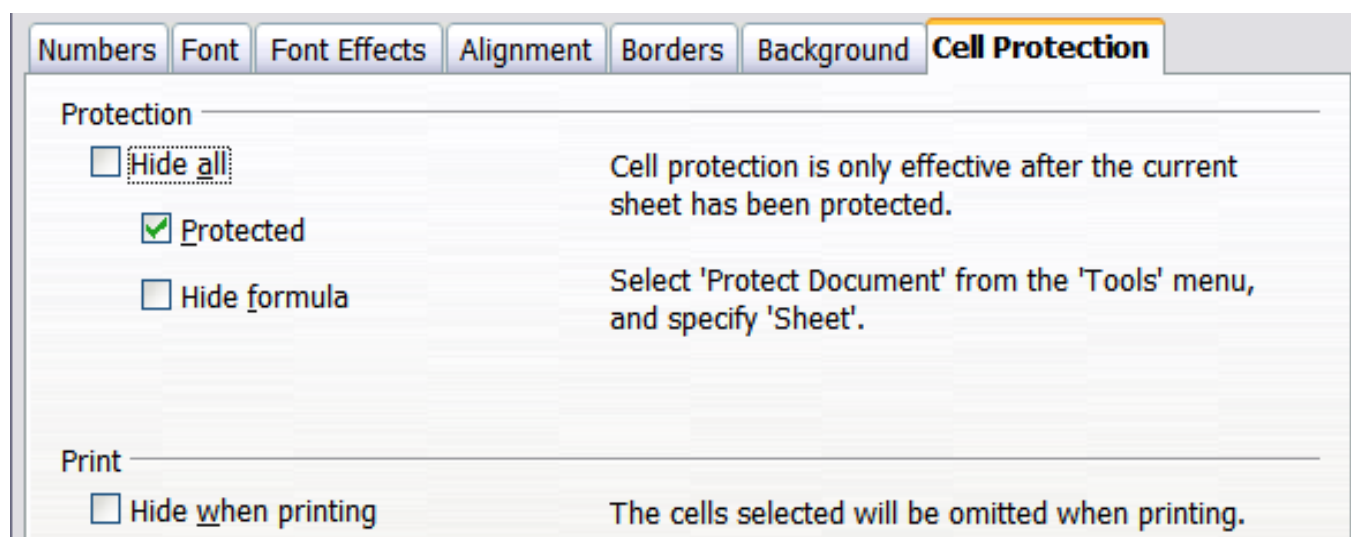 Numbers Font Font Effects Alignment Borders Background Cell Protection
Protection
Hide all
Cell protection is only effective after the current
sheet has been protected.
Protected
Hide formula
Select 'Protect Document' from the 'Tools' menu,
and specify 'Sheet'.
Print
Hide when printing
The cells selected will be omitted when printing.